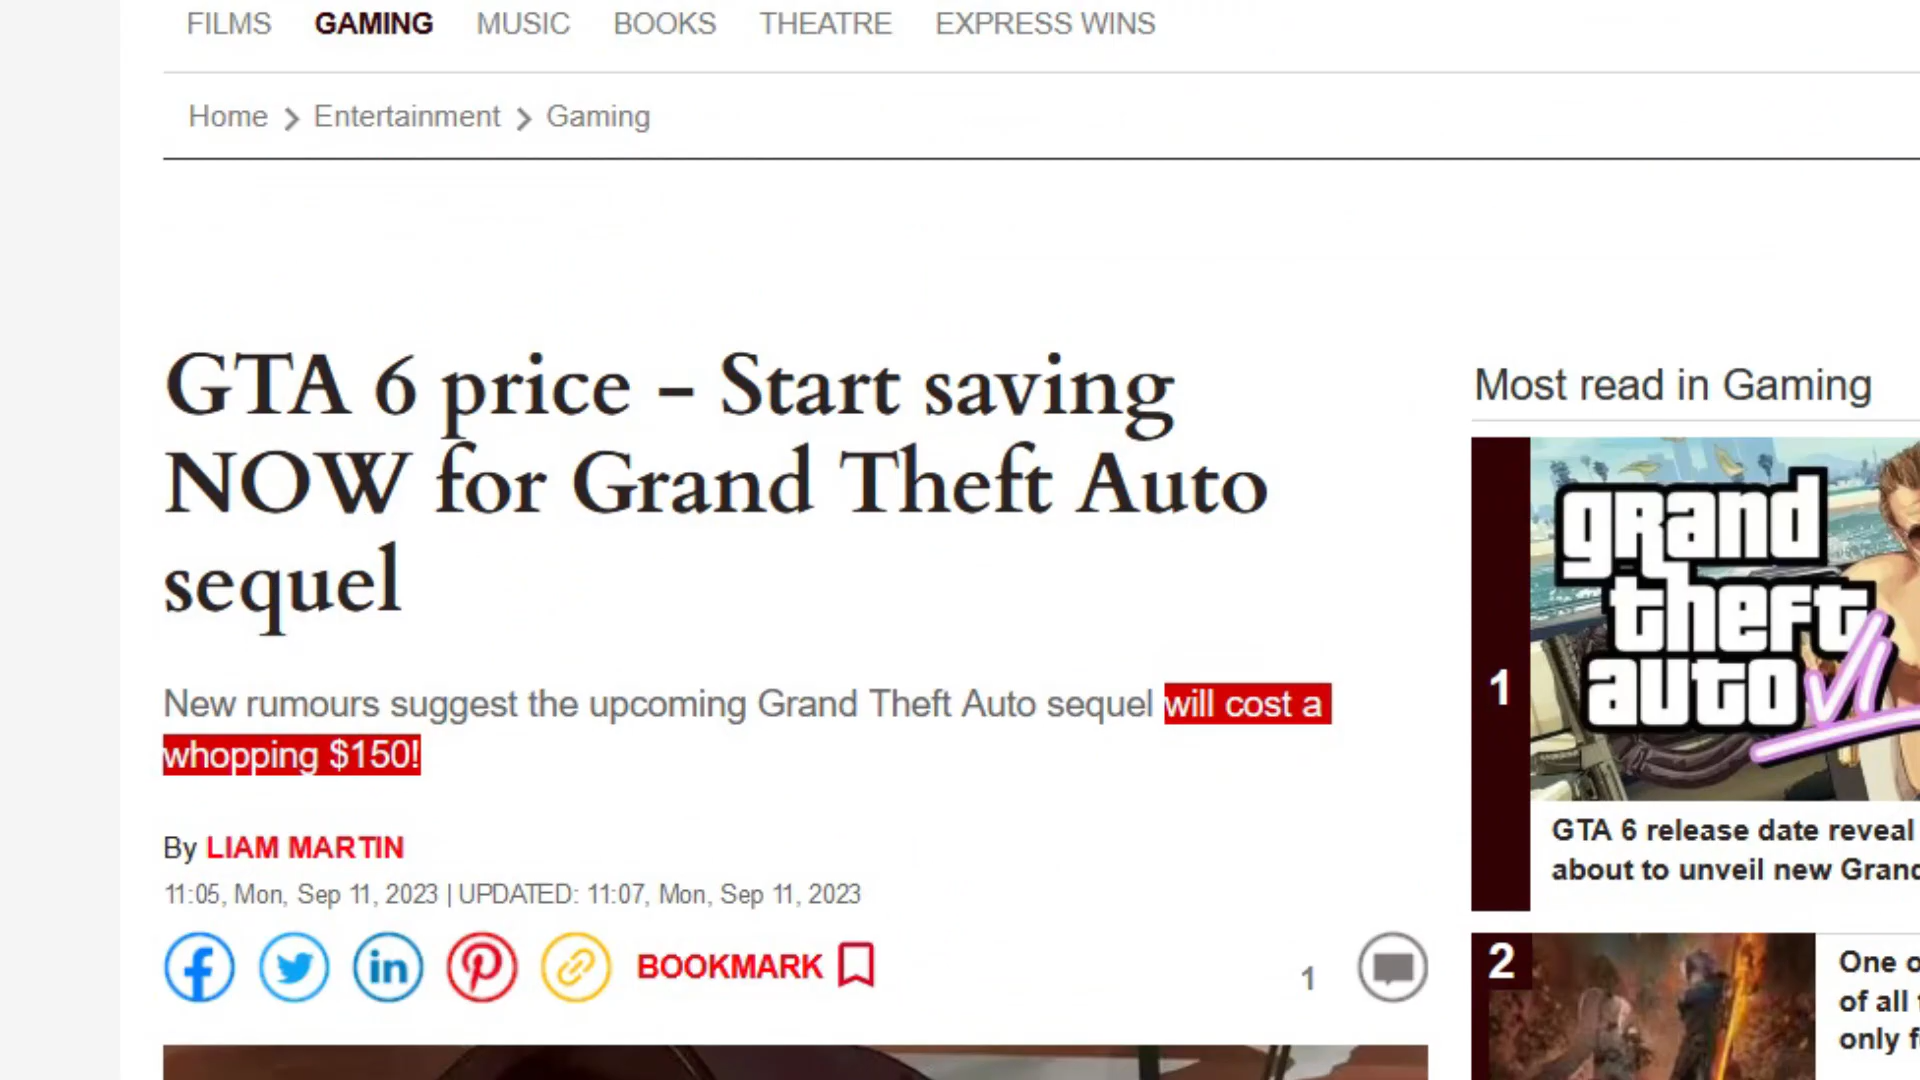 FILMS GAMING MUSIC BOOKS THEATRE EXPRESS WINS
Home > Entertainment > Gaming
GTA 6 price - Start saving
NOW for Grand Theft Auto
sequel
New rumours suggest the upcoming Grand Theft Auto sequel will cost a
whopping $150!
By LIAM MARTIN
11:05, Mon, Sep 11, 2023 | UPDATED: 11:07, Mon, Sep 11, 2023
BOOKMARK
1
Most read in Gaming
1
grand
theft
auto VI
GTA 6 release date reveal
about to unveil new Grand
2
One o
of all
only f